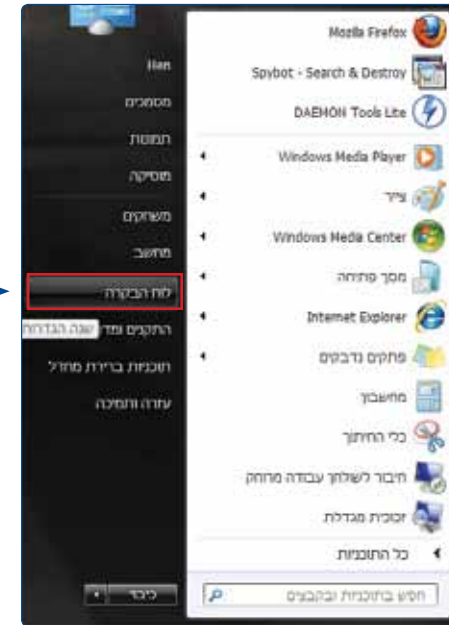 Mozilla Firefox
Spybot - Search & Destroy
DAEMON Tools Lite
Windows Media Player
צייר
Windows Media Center
מסך פתיחה
Internet Explorer
פתקים נדבקים
מחשבון
כלי החיתוך
חיבור לשולחן עבודה מרוחק
זכוכית מגדלת
כל התוכניות
חפש בתוכניות ובקבצים
Ilan
מסמכים
תמונות
מוסיקה
משחקים
מחשב
לוח הבקרה
התקנים ומד שנה הגדרות
תוכניות ברירת מחדל
עזרה ותמיכה
כיבוי